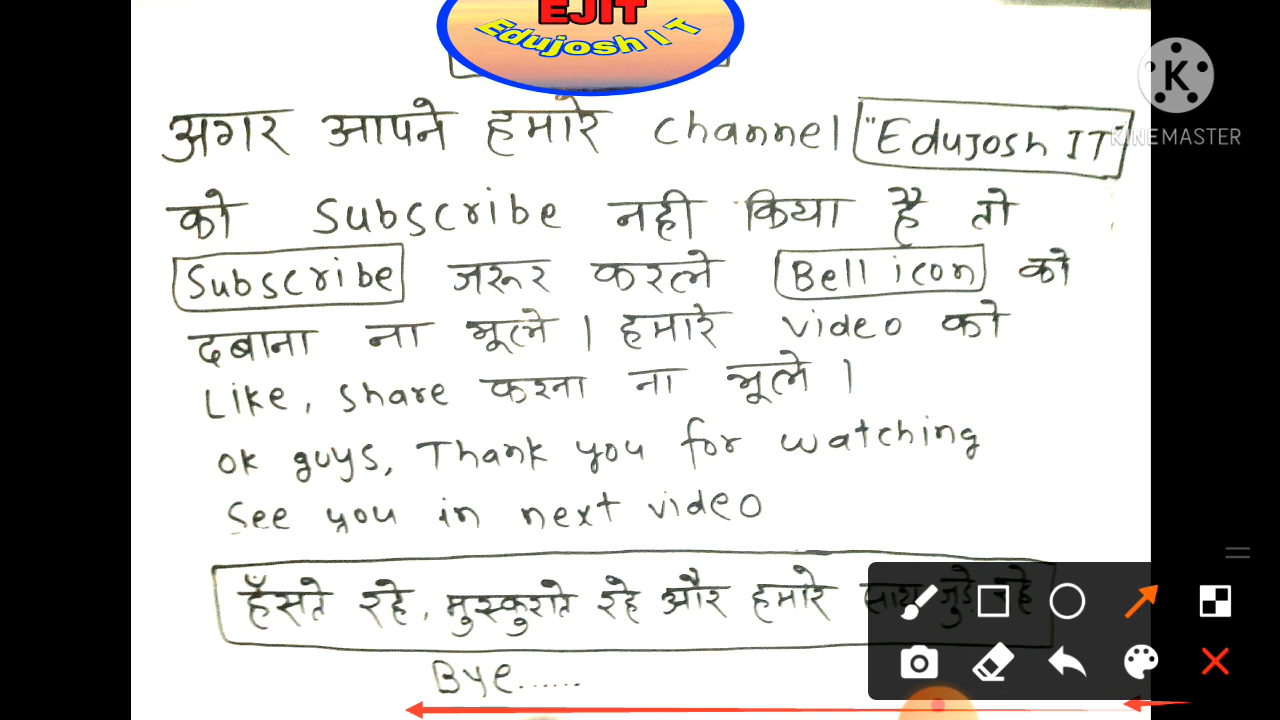 EJIT
Edujosh IT
K
KINEMASTER
अगर आपने हमारे channel "Edujosh IT"
को Subscribe नही किया है तो
Subscribe जरूर करले Bell icon को
दबाना ना भूले । हमारे video को
Like, share करना ना भूले ।
ok guys, Thank you for watching
See you in next video
हँसते रहे, मुस्कुराते रहे और हमारे साथ जुड़े रहे
Bye......